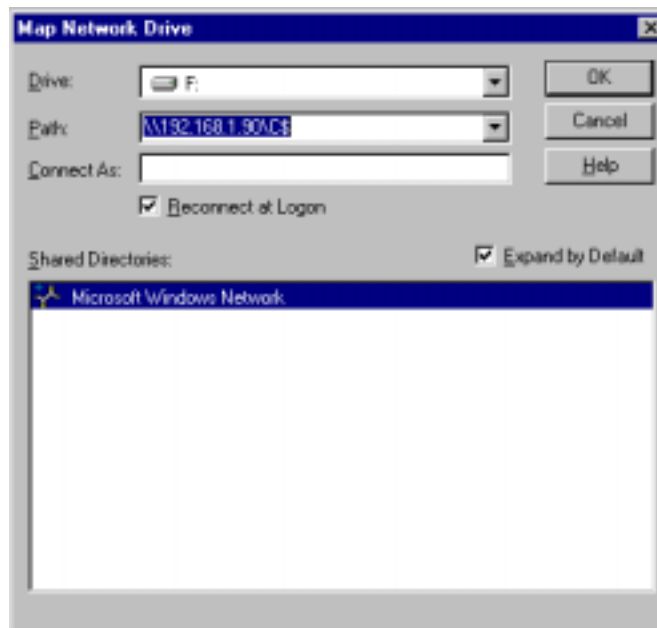 Map Network Drive
Drive: F: OK
Path: \\192.168.1.90\C$ Cancel
Connect As: Help
Reconnect at Logon
Shared Directories: Expand by Default
Microsoft Windows Network